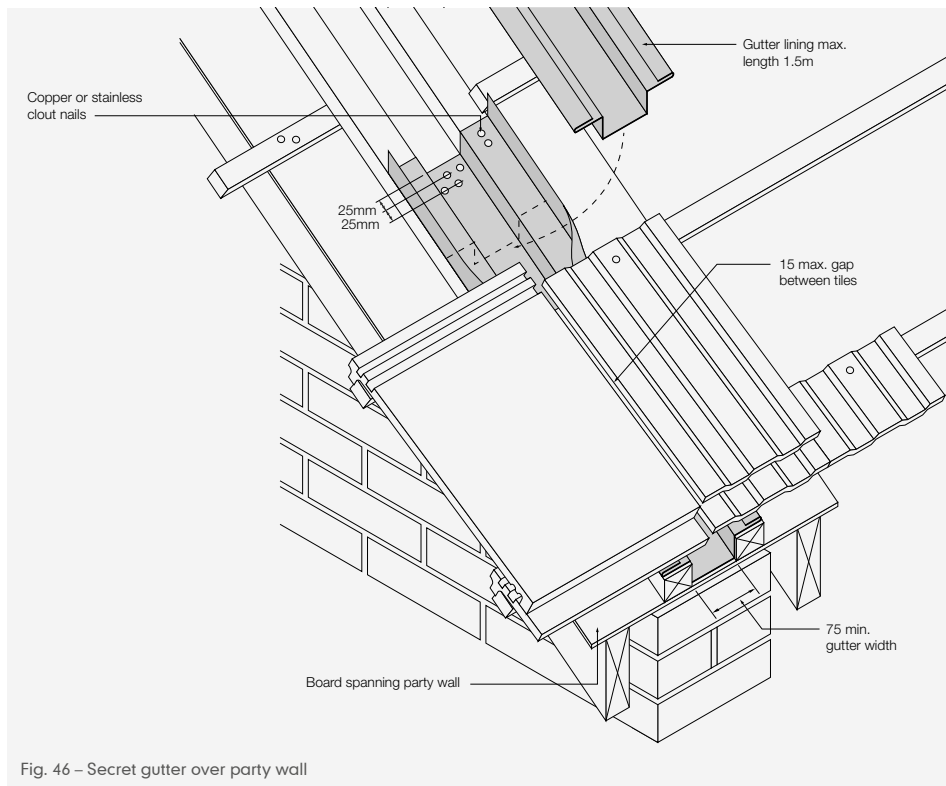 Gutter lining max.
length 1.5m
Copper or stainless
clout nails
25mm
25mm
15 max. gap
between tiles
75 min.
gutter width
Board spanning party wall
Fig. 46 – Secret gutter over party wall